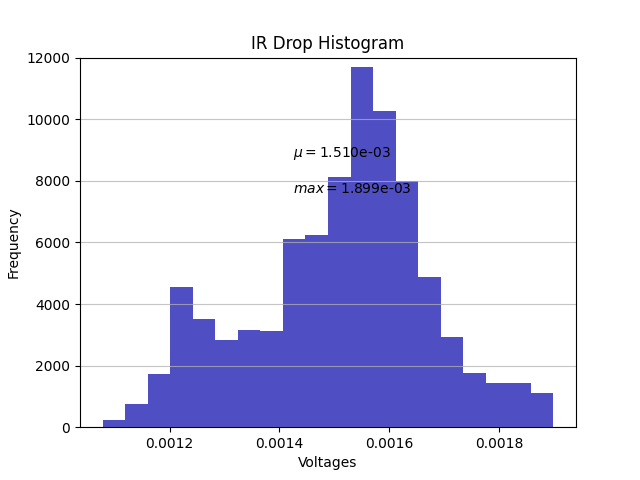 IR Drop Histogram
12000
10000
8000
6000
4000
2000
0
Frequency
μ = 1.510e-03
max = 1.899e-03
0.0012 0.0014 0.0016 0.0018
Voltages